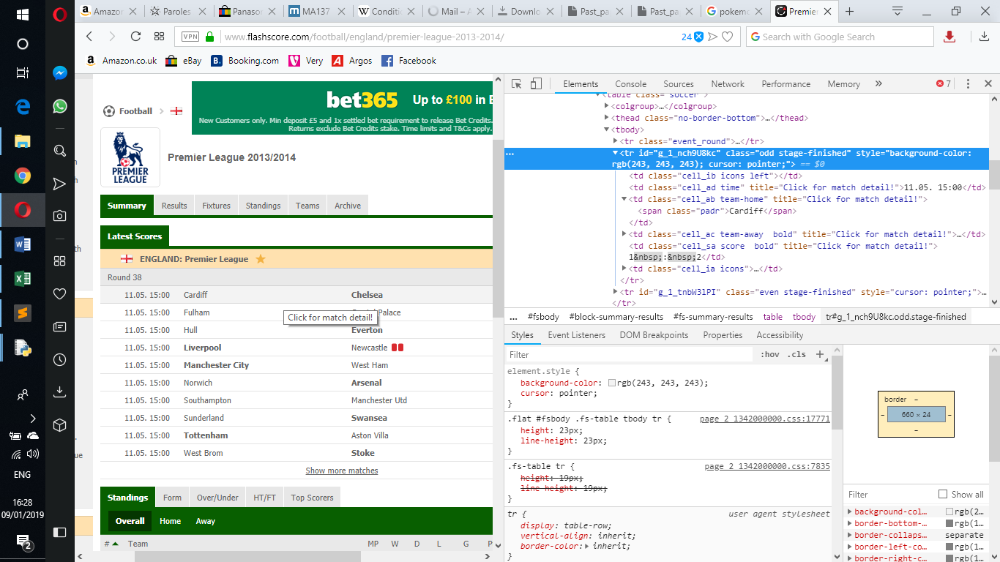 Amazon
Paroles
Panason
MA137
Conditio
Mail – A
Downlo
Past_pa
Past_pa
pokemo
Premier
VPN
www.flashscore.com/football/england/premier-league-2013-2014/
24
Search with Google Search
Amazon.co.uk
eBay
Booking.com
Very
Argos
Facebook
Football
bet365
Up to £100 in
New Customers only. Min deposit £5 and 1x settled bet requirement to release Bet Credits.
Returns exclude Bet Credits stake. Time limits and T&Cs apply.
PREMIER
LEAGUE
Premier League 2013/2014
Summary
Results
Fixtures
Standings
Teams
Archive
Latest Scores
ENGLAND: Premier League
Round 38
11.05. 15:00 Cardiff Chelsea
11.05. 15:00 Fulham Palace
Click for match detail!
11.05. 15:00 Hull Everton
11.05. 15:00 Liverpool Newcastle
11.05. 15:00 Manchester City West Ham
11.05. 15:00 Norwich Arsenal
11.05. 15:00 Southampton Manchester Utd
11.05. 15:00 Sunderland Swansea
11.05. 15:00 Tottenham Aston Villa
11.05. 15:00 West Brom Stoke
Show more matches
Standings
Form
Over/Under
HT/FT
Top Scorers
Overall
Home
Away
# Team MP W D L G P
Elements
Console
Sources
Network
Performance
Memory
»
7
<table class="soccer">
<colgroup>…</colgroup>
<thead class="no-border-bottom">…</thead>
<tbody>
<tr class="event_round">…</tr>
<tr id="g_1_nch9U8kc" class="odd stage-finished" style="background-color:
rgb(243, 243, 243); cursor: pointer;"> == $0
<td class="cell_ib icons left"></td>
<td class="cell_ad time" title="Click for match detail!">11.05. 15:00</td>
<td class="cell_ab team-home" title="Click for match detail!">
<span class="padr">Cardiff</span>
</td>
<td class="cell_ac team-away  bold" title="Click for match detail!">…</td>
<td class="cell_sa score  bold" title="Click for match detail!">
1&nbsp;:&nbsp;2</td>
<td class="cell_ia icons">…</td>
</tr>
<tr id="g_1_tnbW3lPI" class="even stage-finished" style="cursor: pointer;">…
</tr>
... #fsbody #block-summary-results #fs-summary-results table tbody tr#g_1_nch9U8kc.odd.stage-finished
Styles
Event Listeners
DOM Breakpoints
Properties
Accessibility
Filter
:hov .cls +
element.style {
background-color: rgb(243, 243, 243);
cursor: pointer;
}
.flat #fsbody .fs-table tbody tr { page_2_1342000000.css:17771
height: 23px;
line-height: 23px;
}
.fs-table tr { page_2_1342000000.css:7835
height: 19px;
line-height: 19px;
}
tr { user agent stylesheet
display: table-row;
vertical-align: inherit;
border-color: inherit;
}
border –
– 660 × 24 –
–
Filter
Show all
background-col… rgb(2…
border-bottom-… rgb(1…
border-collaps… separate
border-left-co… rgb(1…
border-right-c… rgb(1…
ENG
16:28
09/01/2019
2